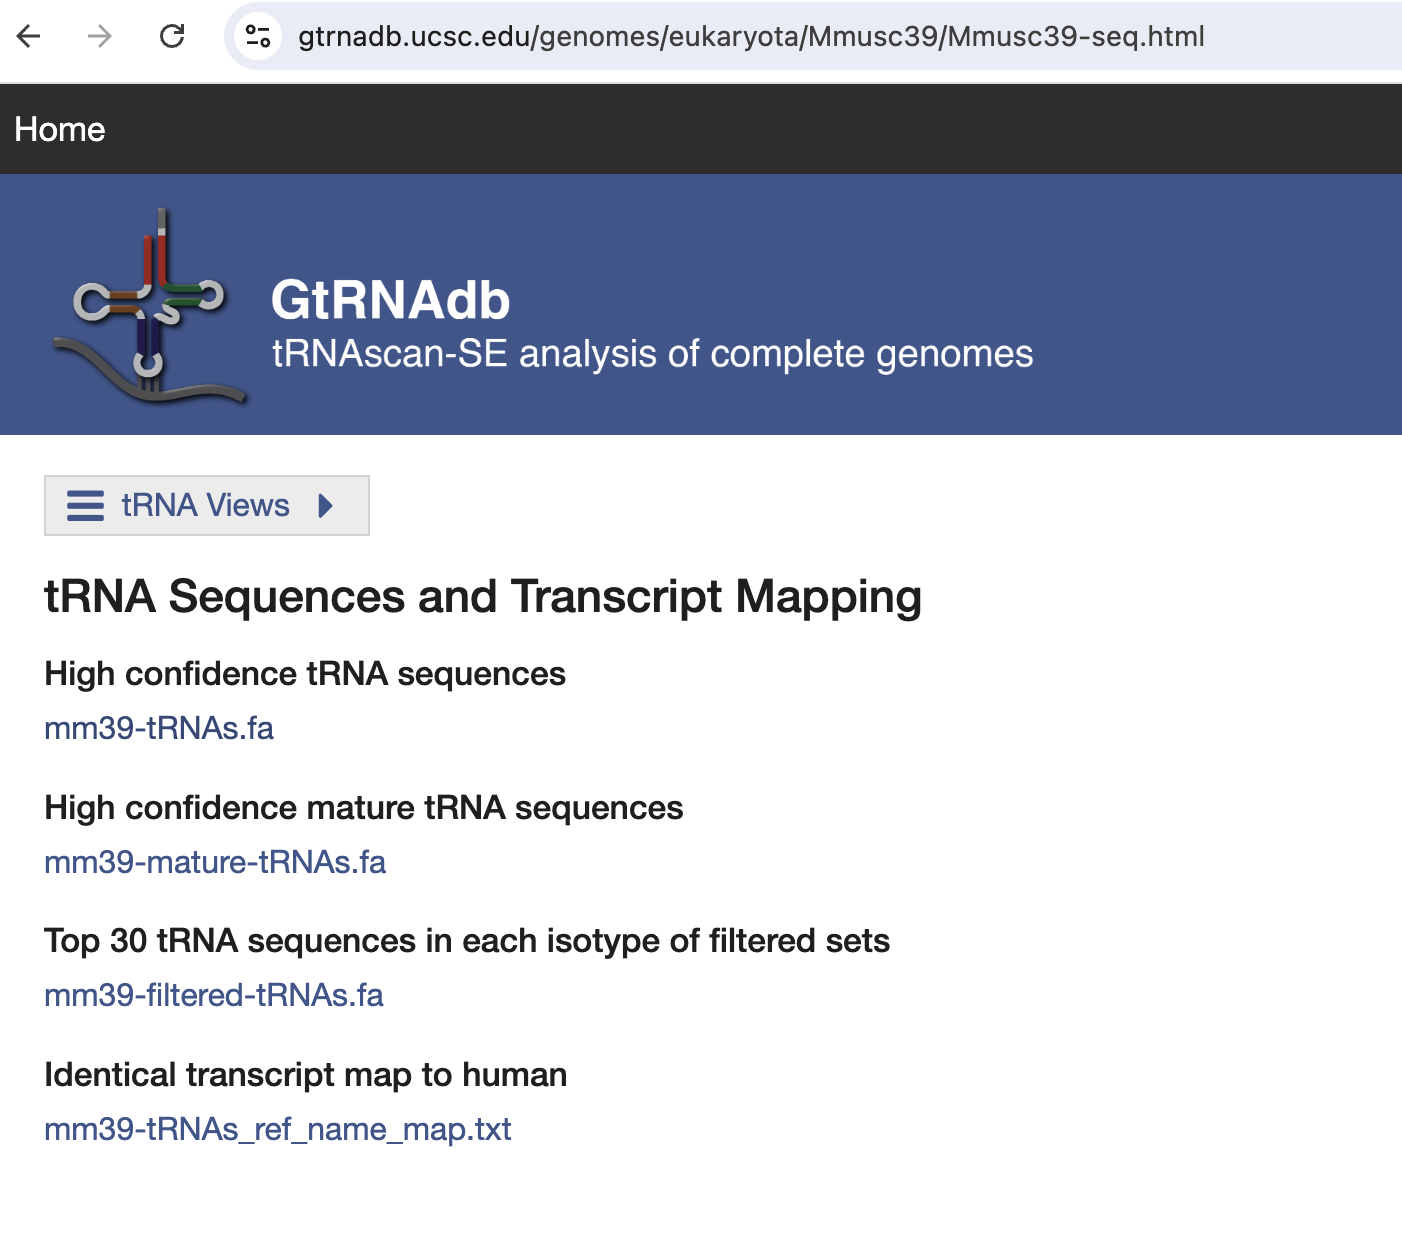 gtrnadb.ucsc.edu/genomes/eukaryota/Mmusc39/Mmusc39-seq.html
Home
GtRNAdb
tRNAscan-SE analysis of complete genomes
tRNA Views
tRNA Sequences and Transcript Mapping
High confidence tRNA sequences
mm39-tRNAs.fa
High confidence mature tRNA sequences
mm39-mature-tRNAs.fa
Top 30 tRNA sequences in each isotype of filtered sets
mm39-filtered-tRNAs.fa
Identical transcript map to human
mm39-tRNAs_ref_name_map.txt